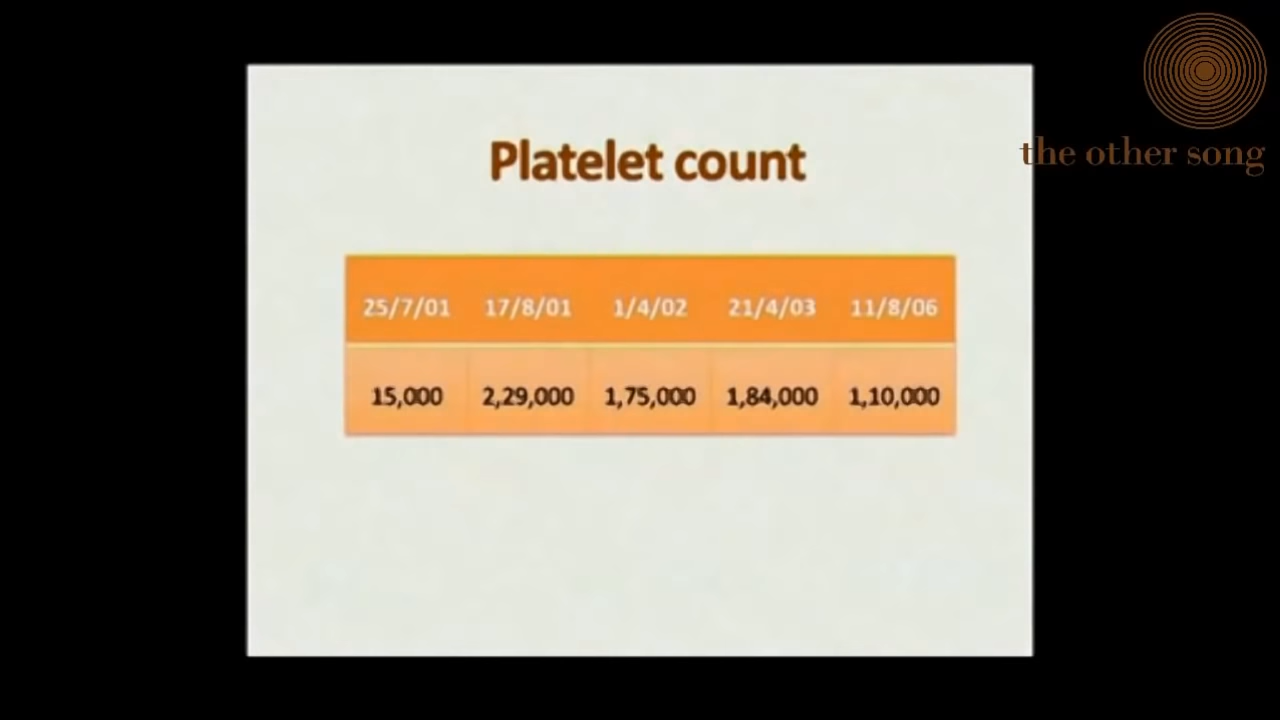 Platelet count
the other song
25/7/01 17/8/01 1/4/02 21/4/03 11/8/06
15,000 2,29,000 1,75,000 1,84,000 1,10,000